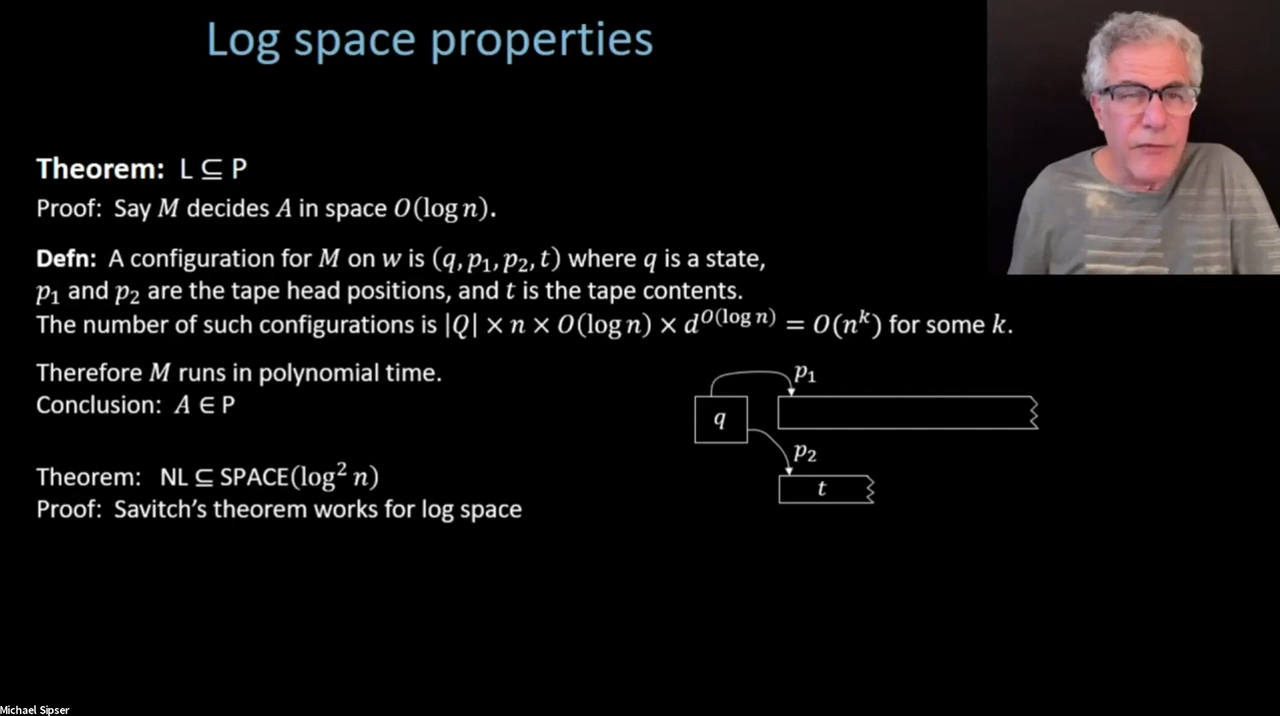 Log space properties
Theorem: L ⊆ P
Proof: Say M decides A in space O(log n).
Defn: A configuration for M on w is (q, p₁, p₂, t) where q is a state,
p₁ and p₂ are the tape head positions, and t is the tape contents.
The number of such configurations is |Q| × n × O(log n) × d^O(log n) = O(n^k) for some k.
Therefore M runs in polynomial time.
Conclusion: A ∈ P
p₁
q
p₂
t
Theorem: NL ⊆ SPACE(log² n)
Proof: Savitch’s theorem works for log space
Michael Sipser